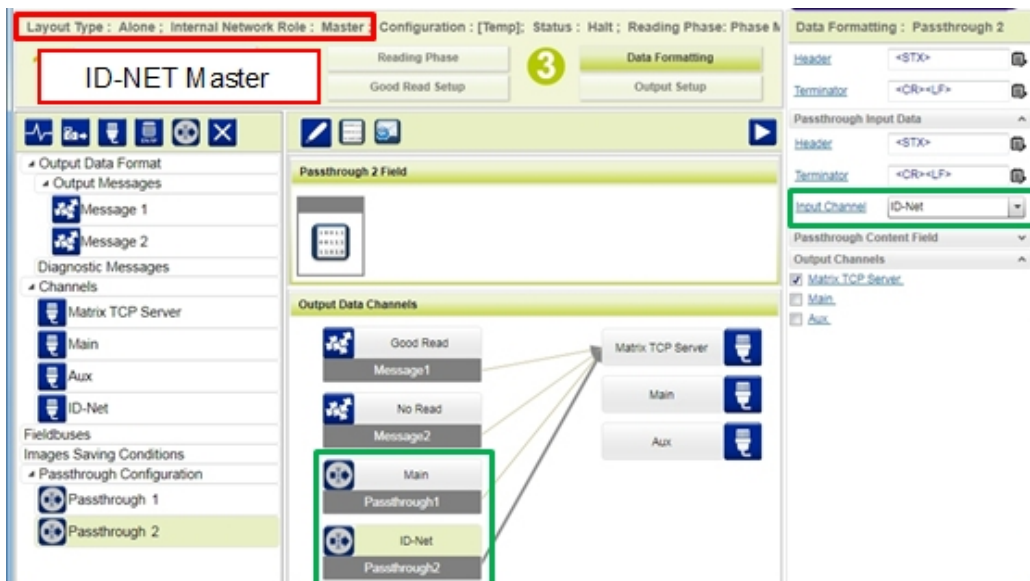 Layout Type : Alone ; Internal Network Role : Master ; Configuration : [Temp]; Status : Halt ; Reading Phase: Phase M
ID-NET Master
Reading Phase
Good Read Setup
3
Data Formatting
Output Setup
Output Data Format
Output Messages
Message 1
Message 2
Diagnostic Messages
Channels
Matrix TCP Server
Main
Aux
ID-Net
Fieldbuses
Images Saving Conditions
Passthrough Configuration
Passthrough 1
Passthrough 2
Passthrough 2 Field
Output Data Channels
Good Read
Message1
No Read
Message2
Main
Passthrough1
ID-Net
Passthrough2
Matrix TCP Server
Main
Aux
Data Formatting : Passthrough 2
Header <STX>
Terminator <CR><LF>
Passthrough Input Data
Header <STX>
Terminator <CR><LF>
Input Channel ID-Net
Passthrough Content Field
Output Channels
Matrix TCP Server
Main
Aux